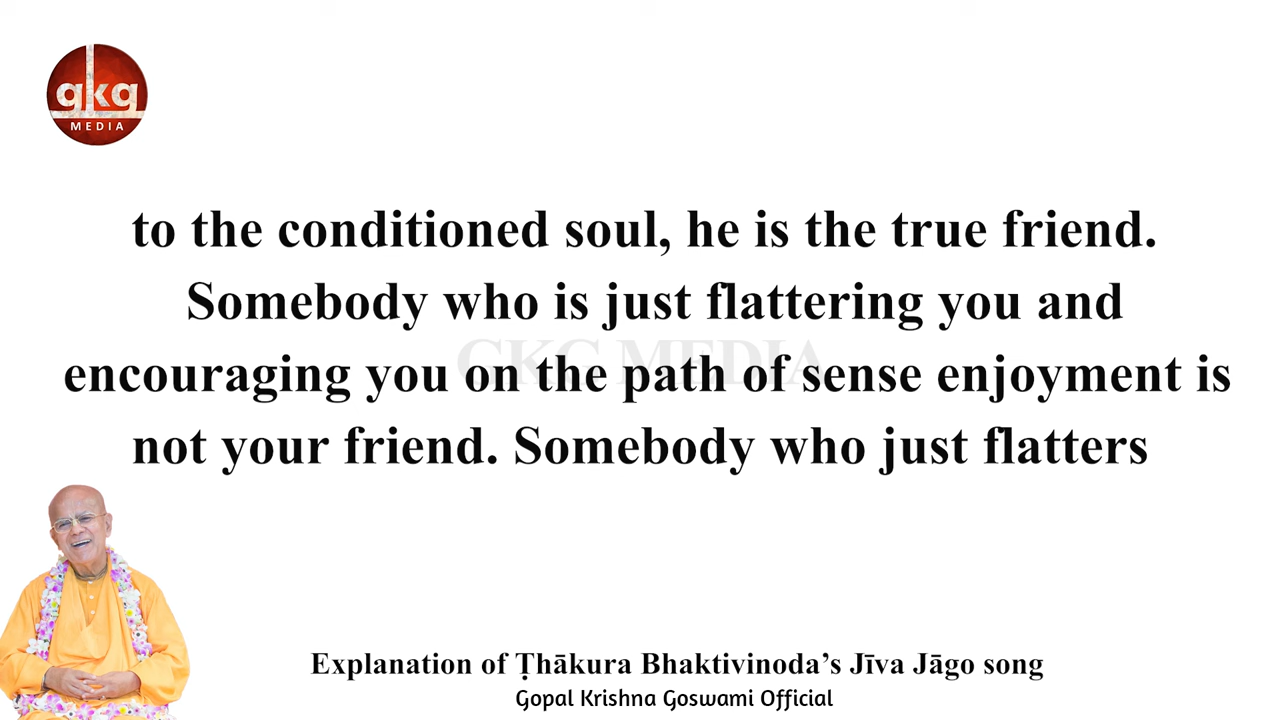 gkg
MEDIA
to the conditioned soul, he is the true friend.
Somebody who is just flattering you and
GKG MEDIA
encouraging you on the path of sense enjoyment is
not your friend. Somebody who just flatters
Explanation of Ṭhākura Bhaktivinoda’s Jīva Jāgo song
Gopal Krishna Goswami Official